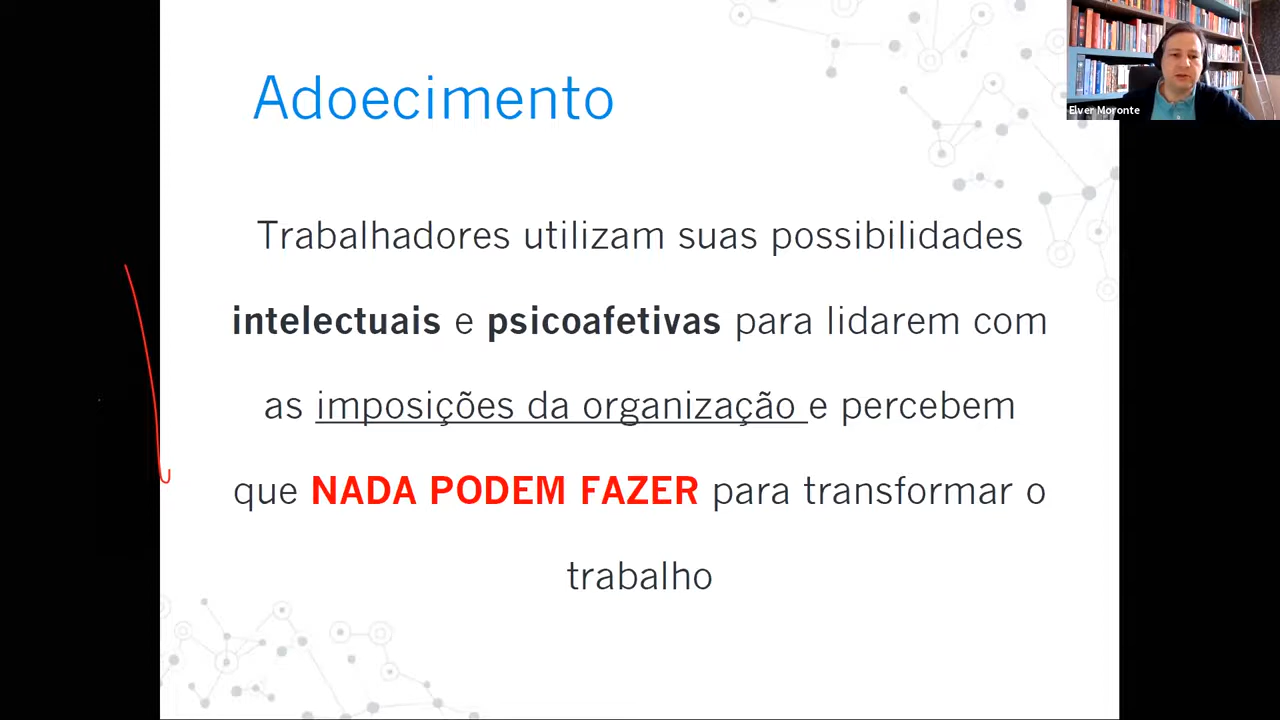 Adoecimento
Elver Moronte
Trabalhadores utilizam suas possibilidades
intelectuais e psicoafetivas para lidarem com
as imposições da organização e percebem
que NADA PODEM FAZER para transformar o
trabalho